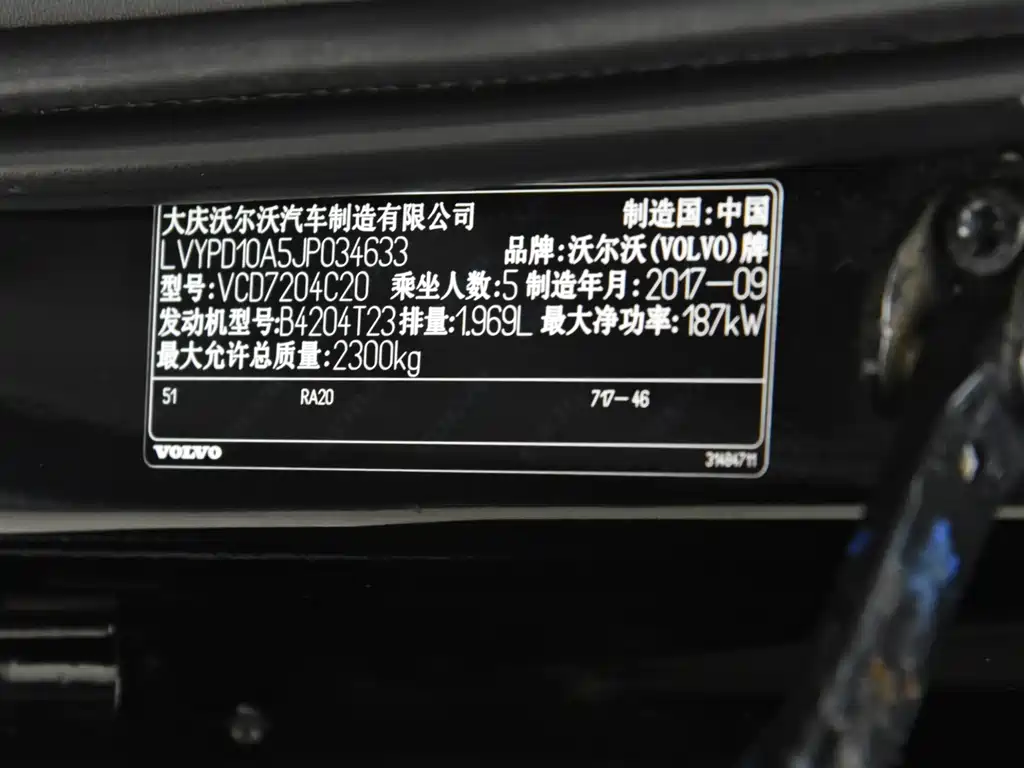 大庆沃尔沃汽车制造有限公司 制造国:中国
LVYPD10A5JP034633 品牌:沃尔沃(VOLVO)牌
型号:VCD7204C20 乘坐人数:5 制造年月:2017-09
发动机型号:B4204T23 排量:1.969L 最大净功率:187kW
最大允许总质量:2300kg
51 RA20 717-46
VOLVO 31484711